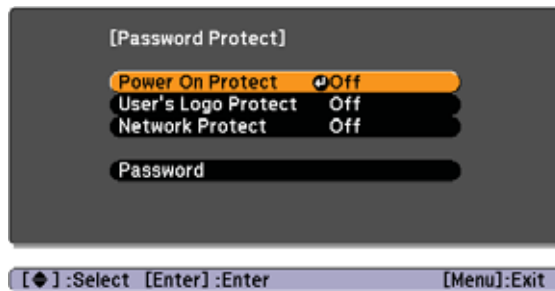 [Password Protect]
Power On Protect Off
User's Logo Protect Off
Network Protect Off
Password
[◆]:Select [Enter]:Enter [Menu]:Exit